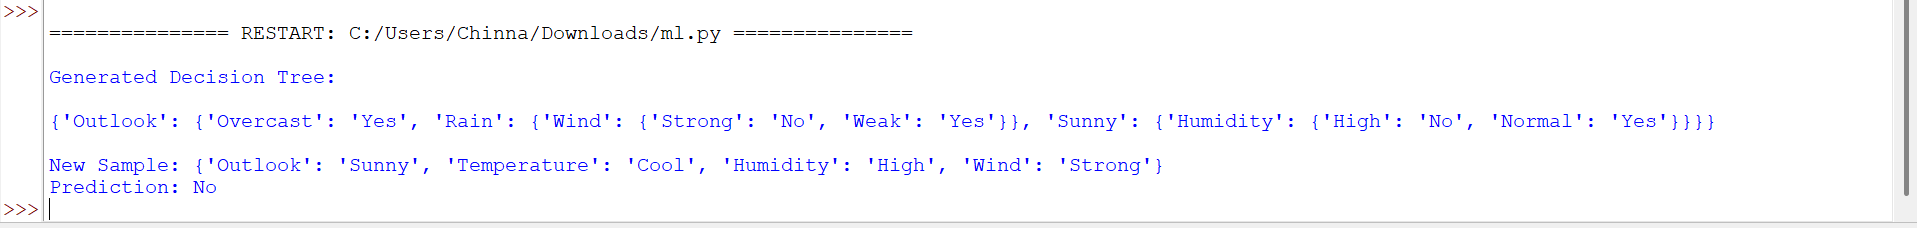 >>>
=============== RESTART: C:/Users/Chinna/Downloads/ml.py ===============
Generated Decision Tree:
{'Outlook': {'Overcast': 'Yes', 'Rain': {'Wind': {'Strong': 'No', 'Weak': 'Yes'}}, 'Sunny': {'Humidity': {'High': 'No', 'Normal': 'Yes'}}}}
New Sample: {'Outlook': 'Sunny', 'Temperature': 'Cool', 'Humidity': 'High', 'Wind': 'Strong'}
Prediction: No
>>>